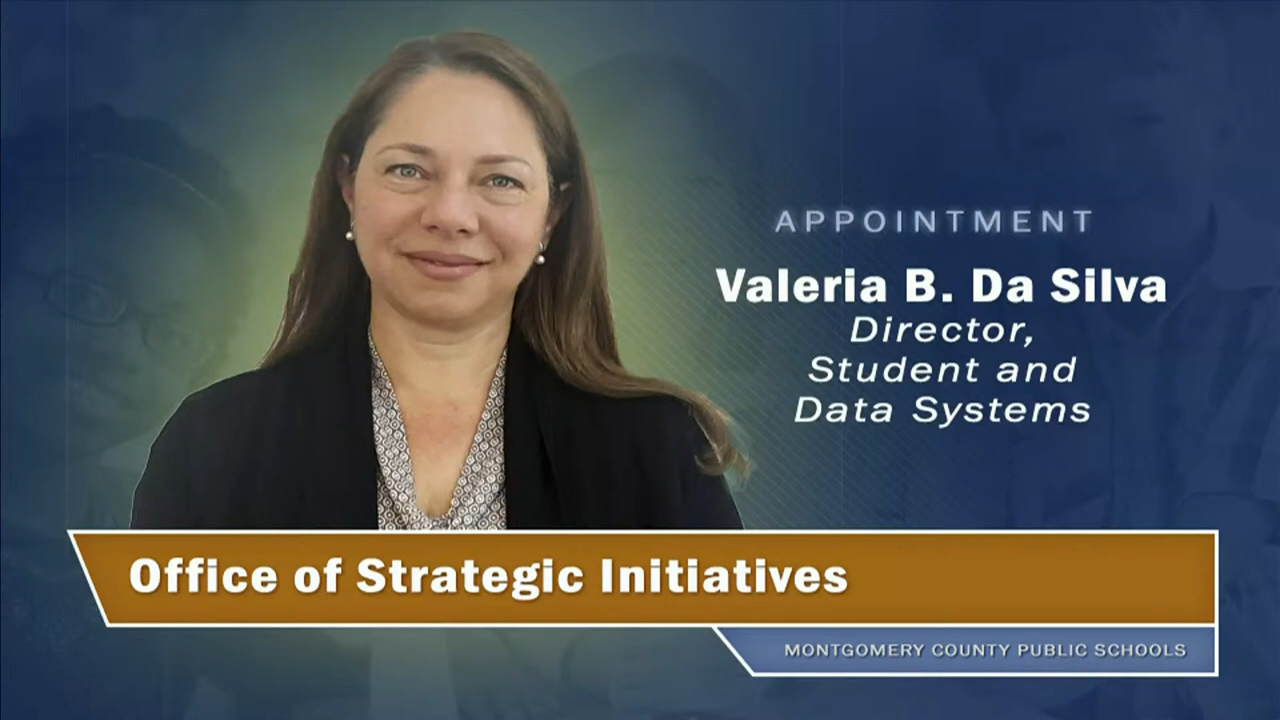 APPOINTMENT
Valeria B. Da Silva
Director,
Student and
Data Systems
Office of Strategic Initiatives
MONTGOMERY COUNTY PUBLIC SCHOOLS